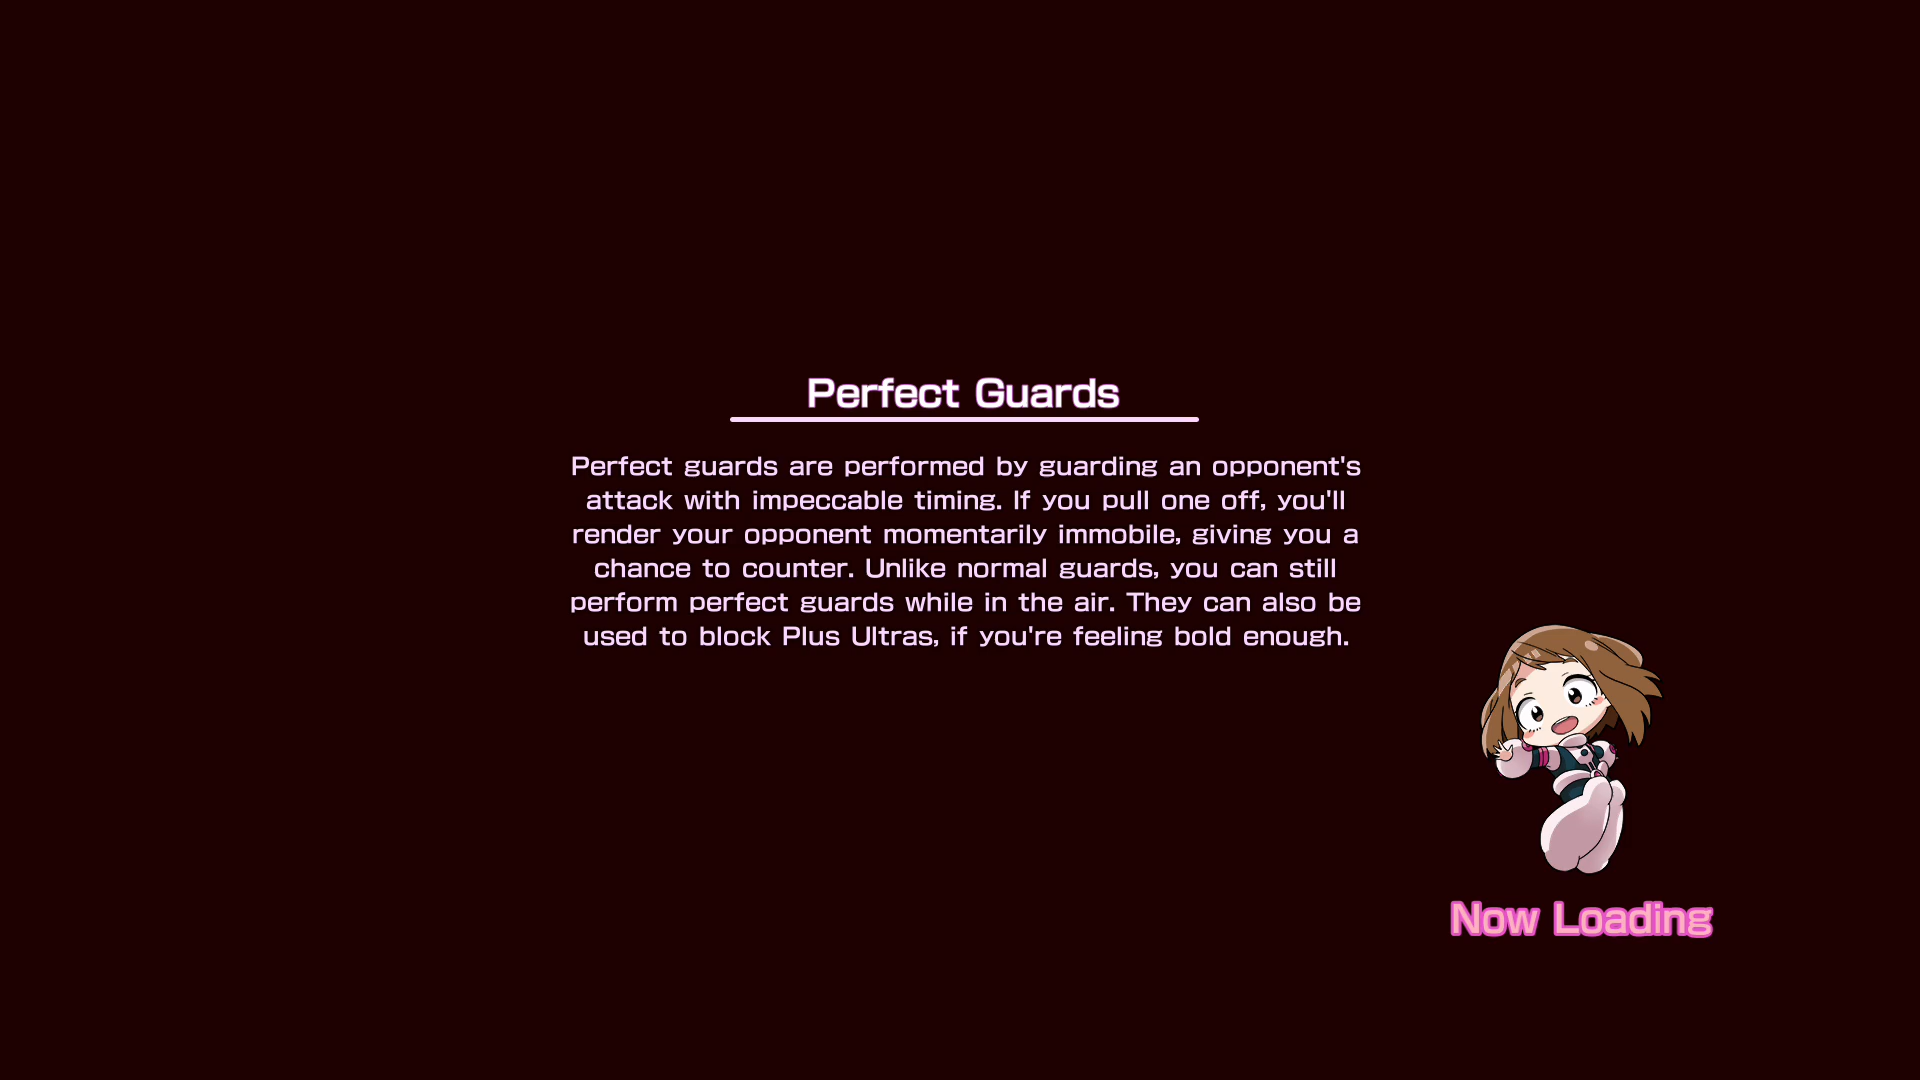 Perfect Guards
Perfect guards are performed by guarding an opponent's
attack with impeccable timing. If you pull one off, you'll
render your opponent momentarily immobile, giving you a
chance to counter. Unlike normal guards, you can still
perform perfect guards while in the air. They can also be
used to block Plus Ultras, if you're feeling bold enough.
Now Loading